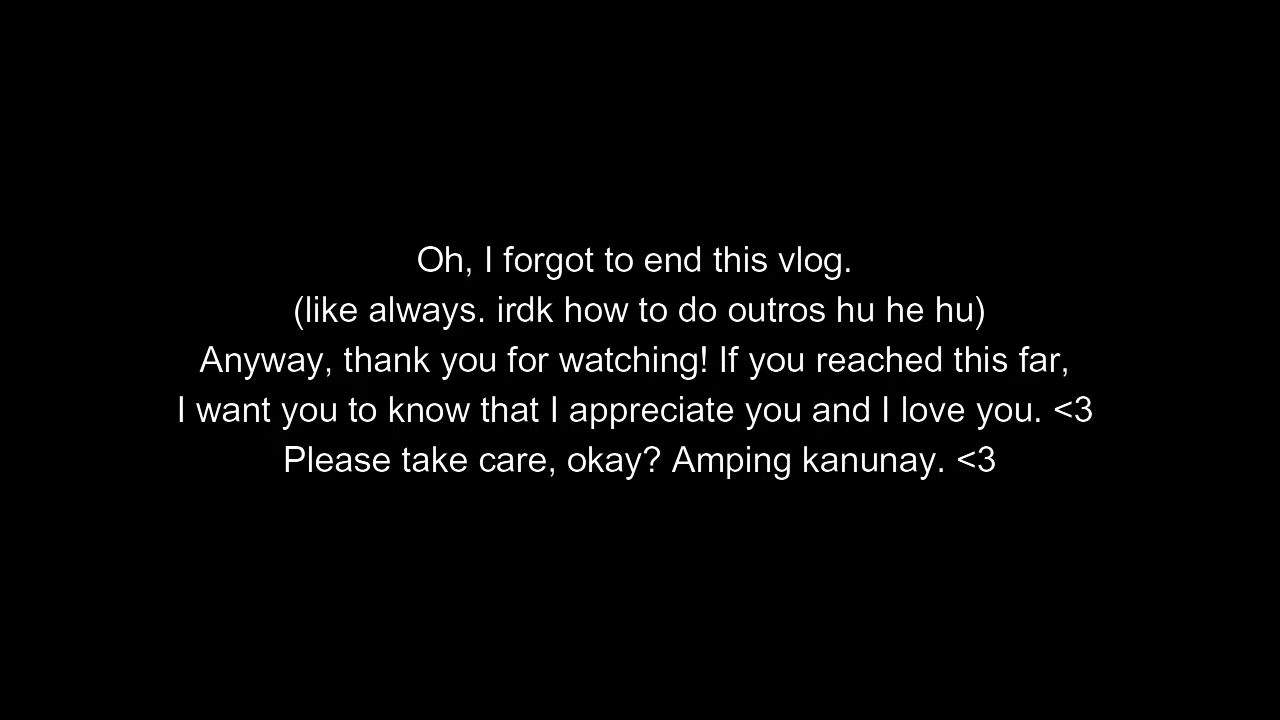 Oh, I forgot to end this vlog.
(like always. irdk how to do outros hu he hu)
Anyway, thank you for watching! If you reached this far,
I want you to know that I appreciate you and I love you. <3
Please take care, okay? Amping kanunay. <3